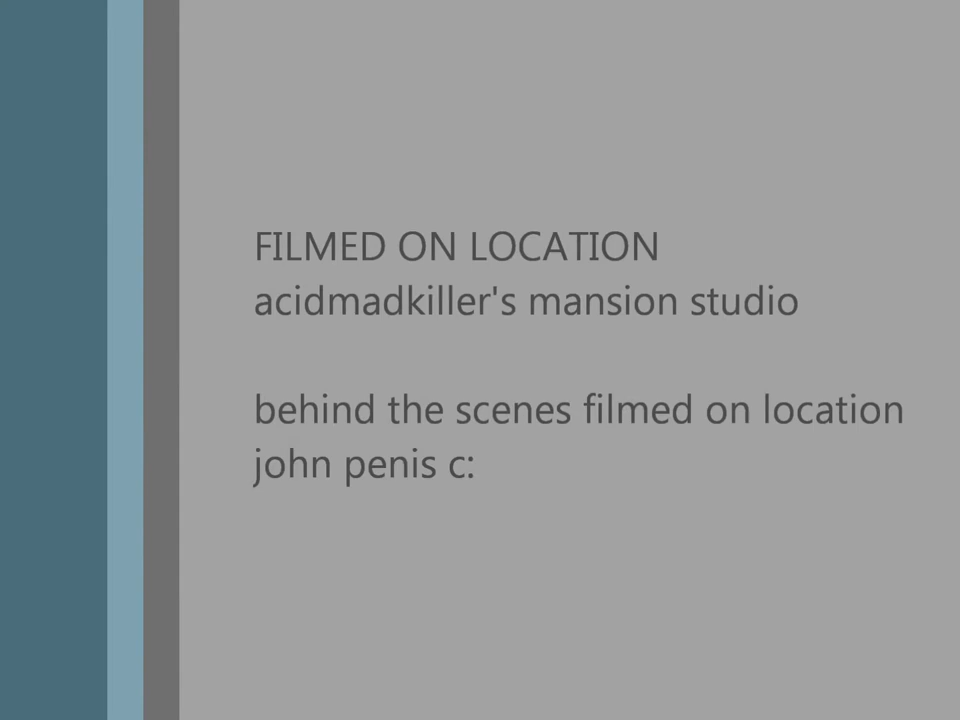 FILMED ON LOCATION
acidmadkiller's mansion studio
behind the scenes filmed on location
john penis c: